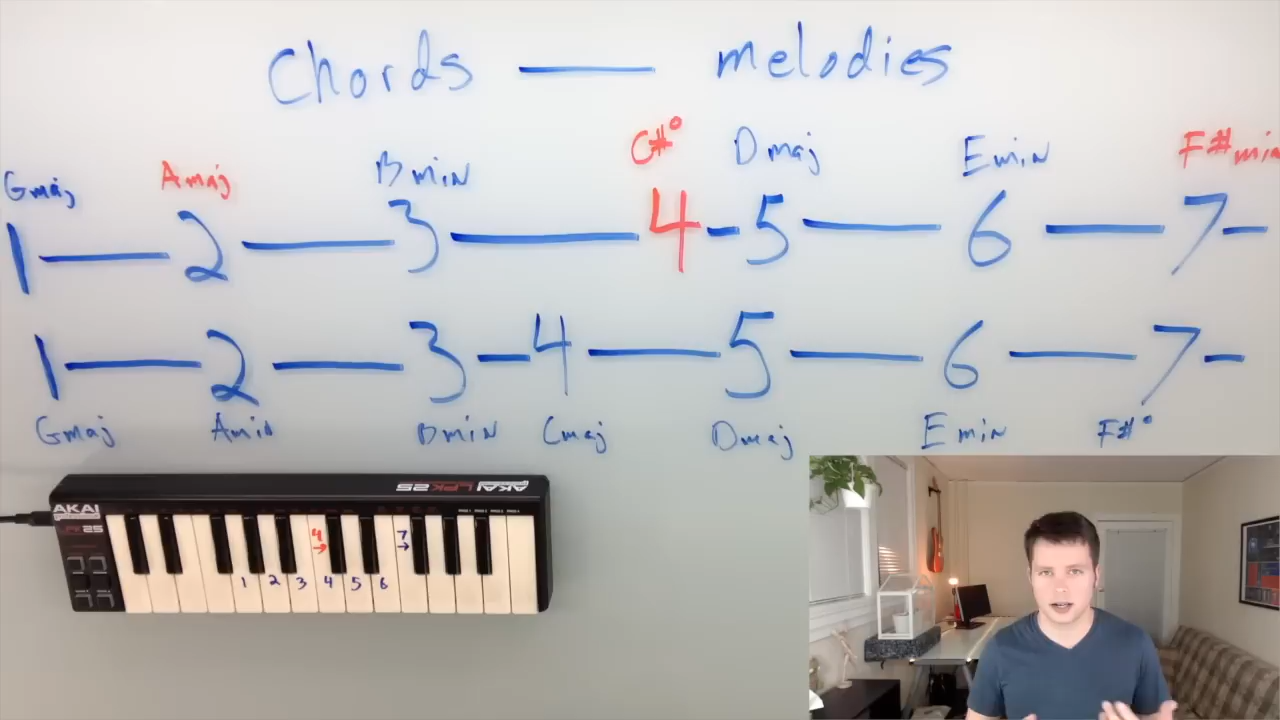 Chords — melodies
Gmaj Amaj Bmin C#° Dmaj Emin F#min
1 — 2 — 3 — 4 — 5 — 6 — 7 —
1 — 2 — 3 — 4 — 5 — 6 — 7 —
Gmaj Amin Bmin Cmaj Dmaj Emin F#°
AKAI LPK25
AKAI
4 → 7 →
1 2 3 4 5 6